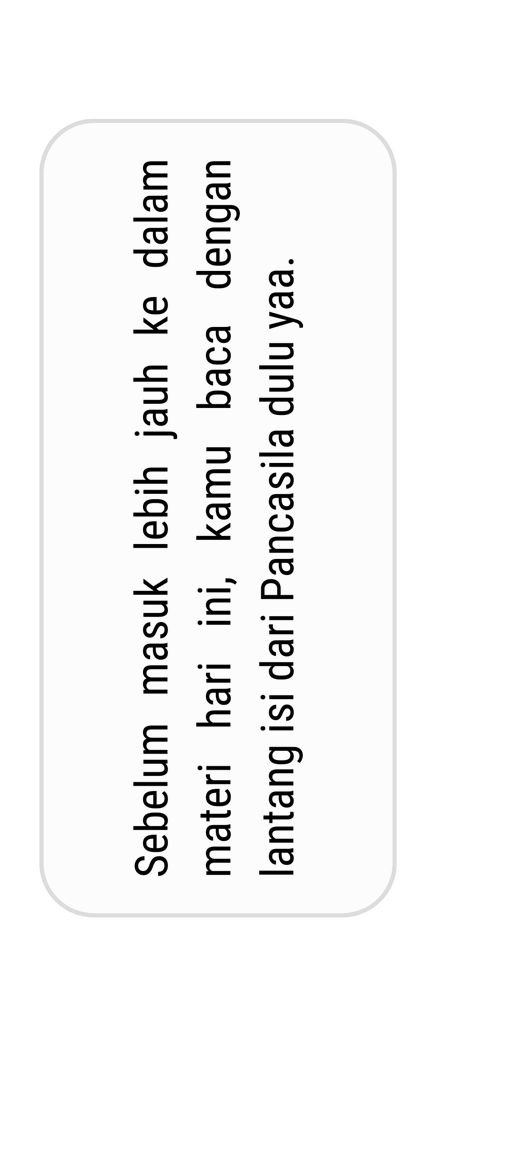 Sebelum masuk lebih jauh ke dalam
materi hari ini, kamu baca dengan
lantang isi dari Pancasila dulu yaa.